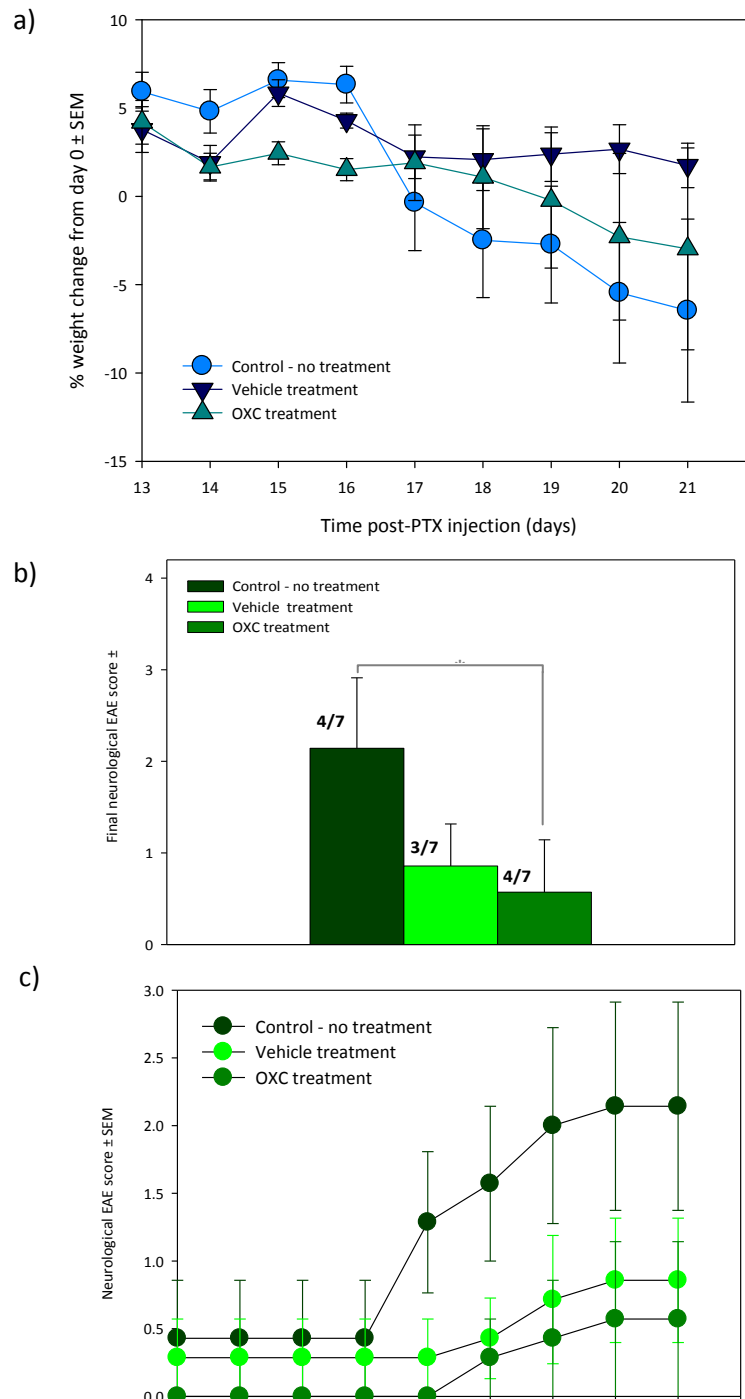 a)
% weight change from day 0 ± SEM
10
5
0
-5
-10
-15
Control - no treatment
Vehicle treatment
OXC treatment
13 14 15 16 17 18 19 20 21
Time post-PTX injection (days)
b)
Final neurological EAE score ±
4
3
2
1
0
Control - no treatment
Vehicle treatment
OXC treatment
*
4/7
3/7
4/7
c)
Neurological EAE score ± SEM
3.0
2.5
2.0
1.5
1.0
0.5
0.0
Control - no treatment
Vehicle treatment
OXC treatment